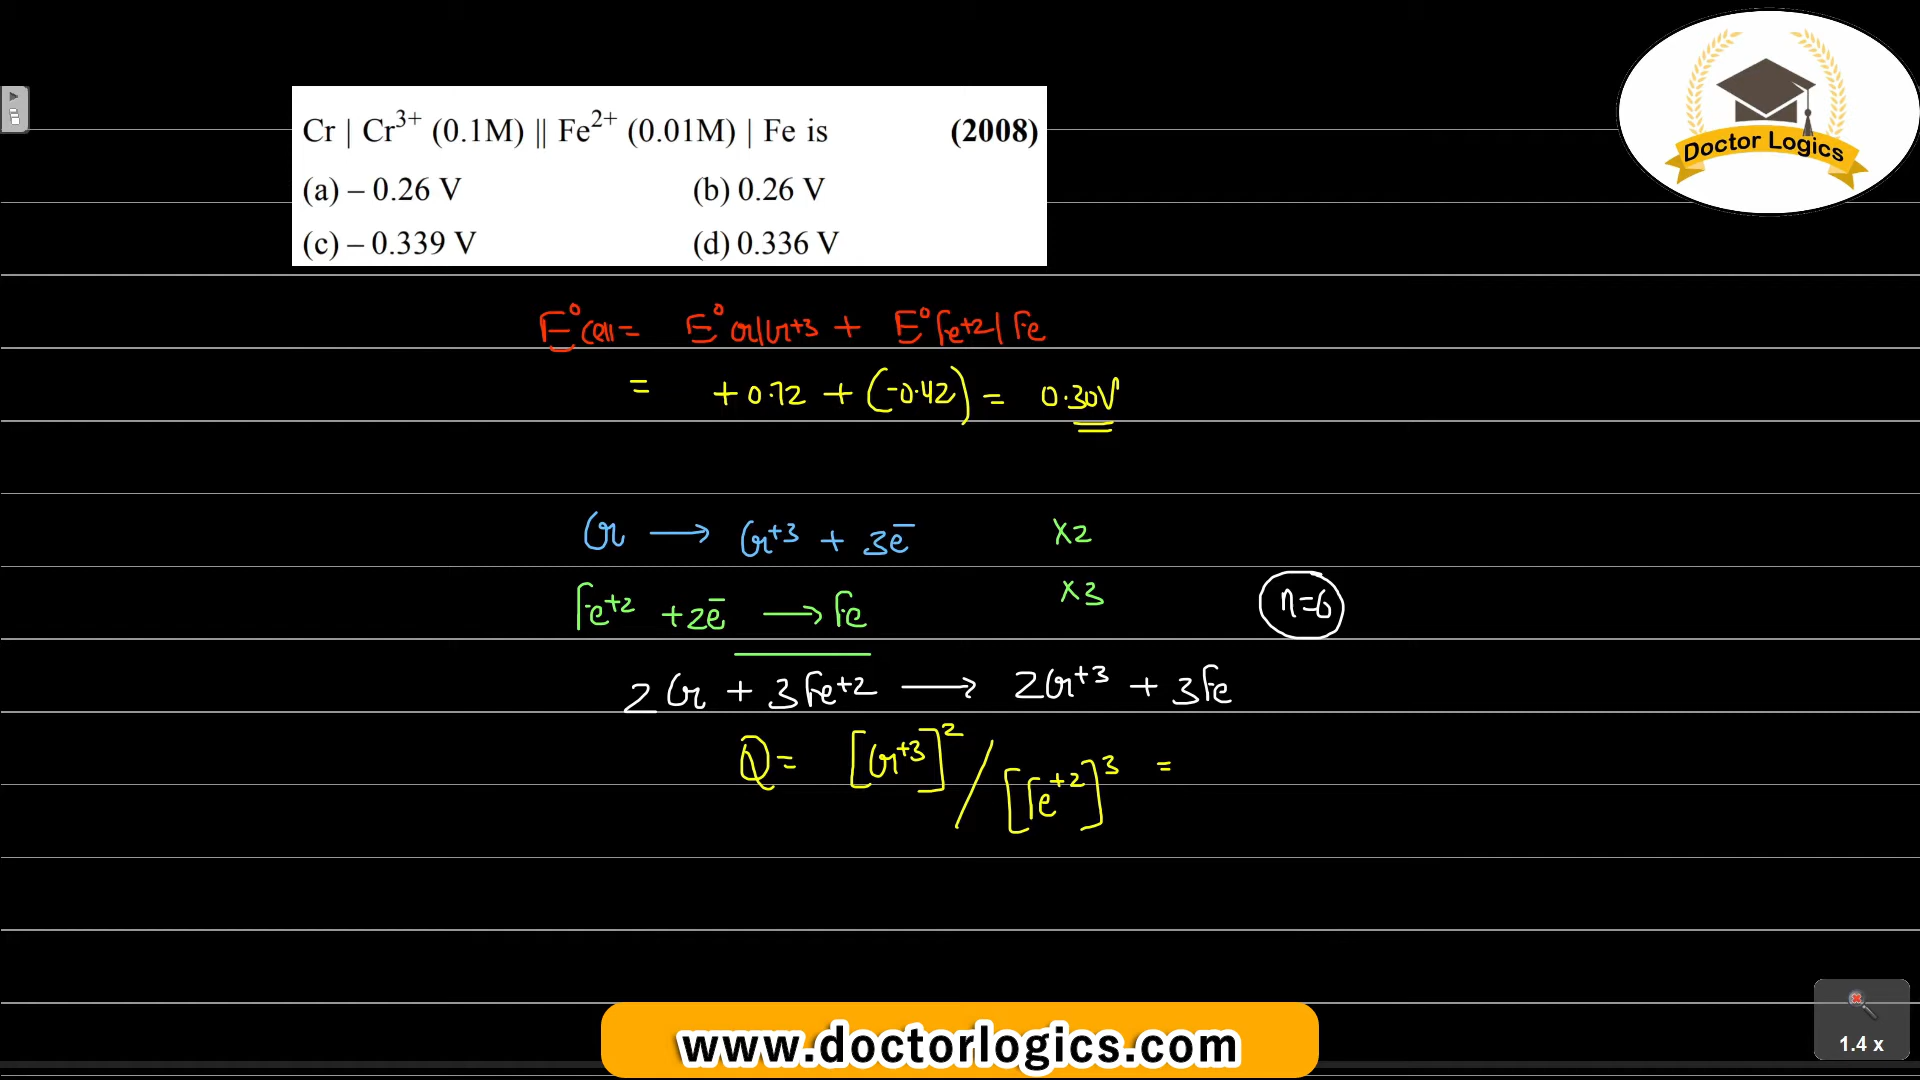 Doctor Logics
Cr | Cr³⁺ (0.1M) || Fe²⁺ (0.01M) | Fe is (2008)
(a) – 0.26 V (b) 0.26 V
(c) – 0.339 V (d) 0.336 V
E°Cell = E°Cr|Cr+3 + E°Fe+2| Fe
= +0.72 + (-0.42) = 0.30V
Cr ⟶ Cr⁺³ + 3e⁻ ×2
Fe⁺² + 2e⁻ ⟶ Fe ×3
n=6
2Cr + 3Fe⁺² ⟶ 2Cr⁺³ + 3Fe
Q = [Cr⁺³]² / [Fe⁺²]³ =
www.doctorlogics.com
1.4 x